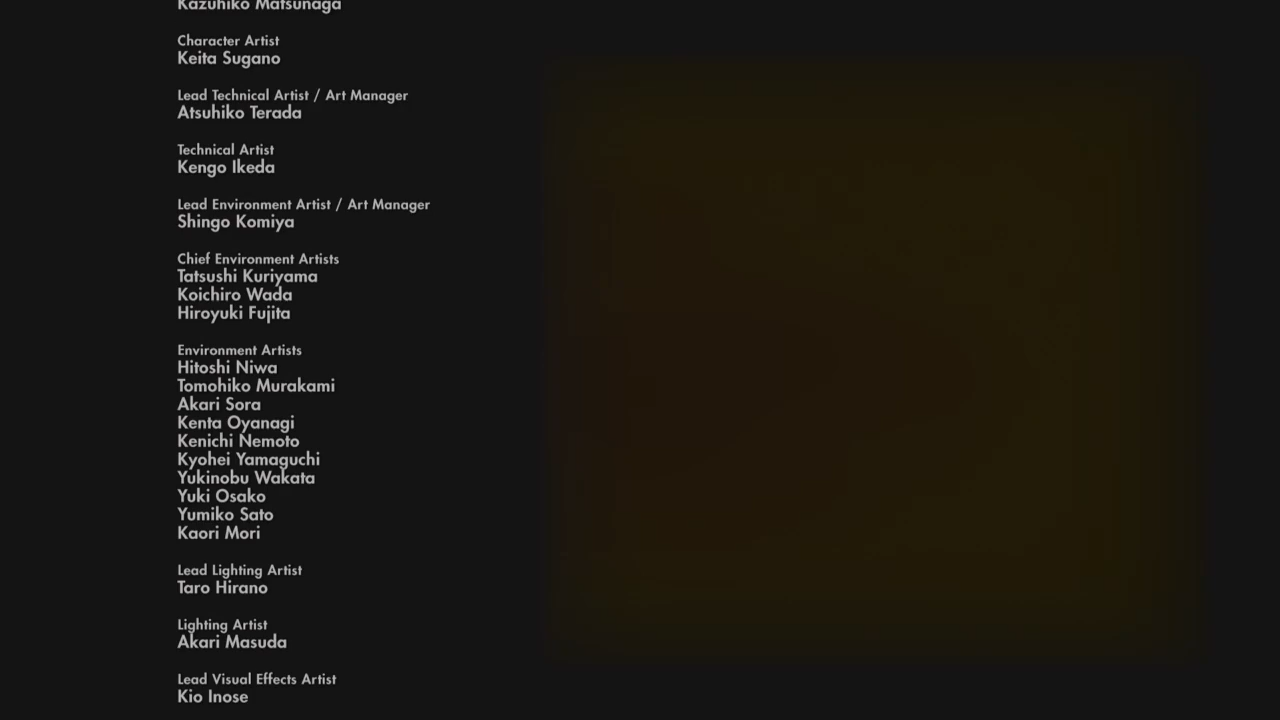 Kazuhiko Matsunaga
Character Artist
Keita Sugano
Lead Technical Artist / Art Manager
Atsuhiko Terada
Technical Artist
Kengo Ikeda
Lead Environment Artist / Art Manager
Shingo Komiya
Chief Environment Artists
Tatsushi Kuriyama
Koichiro Wada
Hiroyuki Fujita
Environment Artists
Hitoshi Niwa
Tomohiko Murakami
Akari Sora
Kenta Oyanagi
Kenichi Nemoto
Kyohei Yamaguchi
Yukinobu Wakata
Yuki Osako
Yumiko Sato
Kaori Mori
Lead Lighting Artist
Taro Hirano
Lighting Artist
Akari Masuda
Lead Visual Effects Artist
Kio Inose